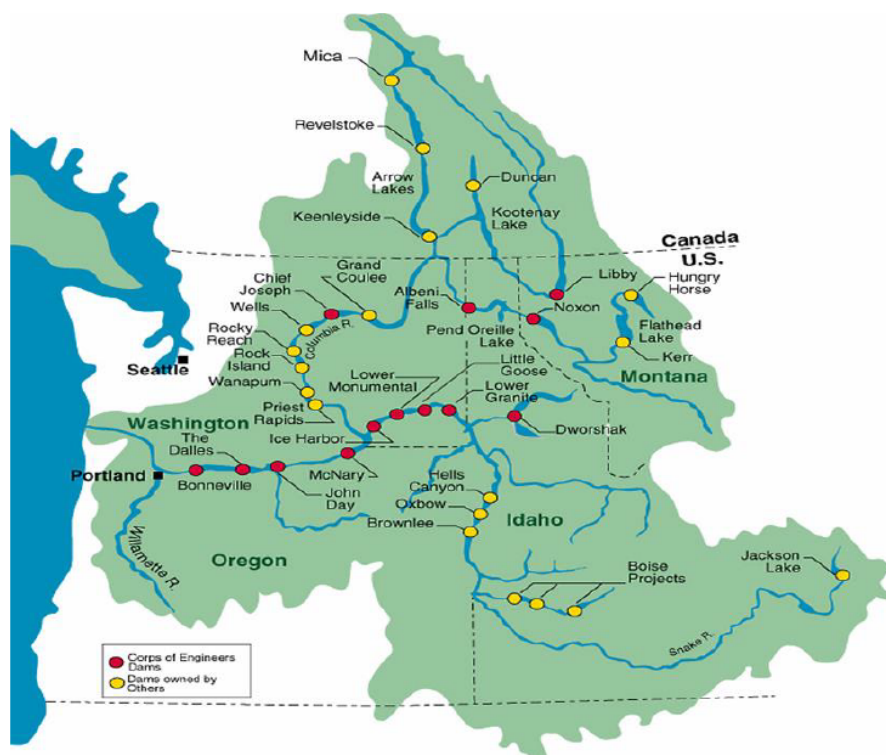 Mica
Revelstoke
Arrow
Lakes
Duncan
Kootenay
Lake
Keenleyside
Canada
U.S.
Grand
Coulee
Chief
Joseph
Libby
Hungry
Horse
Albeni
Falls
Noxon
Wells
Columbia R.
Pend Oreille
Lake
Flathead
Lake
Rocky
Reach
Kerr
Rock
Island
Seattle
Little
Goose
Lower
Monumental
Lower
Granite
Montana
Wanapum
Priest
Rapids
Washington
Ice Harbor
Dworshak
The
Dalles
Portland
Bonneville
McNary
John
Day
Hells
Canyon
Oxbow
Brownlee
Idaho
Willamette R.
Oregon
Boise
Projects
Jackson
Lake
Snake R.
Corps of Engineers
Dams
Dams owned by
Others